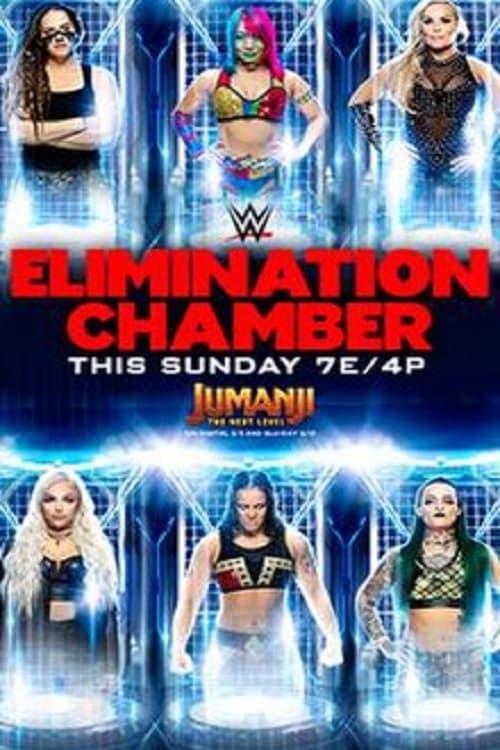 W
ELIMINATION
CHAMBER
THIS SUNDAY 7E/4P
JUMANJI
THE NEXT LEVEL